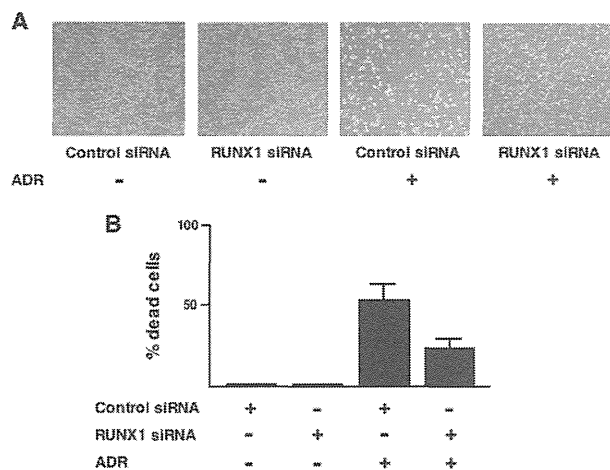 A
Control siRNA RUNX1 siRNA Control siRNA RUNX1 siRNA
ADR - - + +
B
100
50
% dead cells
Control siRNA + - + -
RUNX1 siRNA - + - +
ADR - - + +